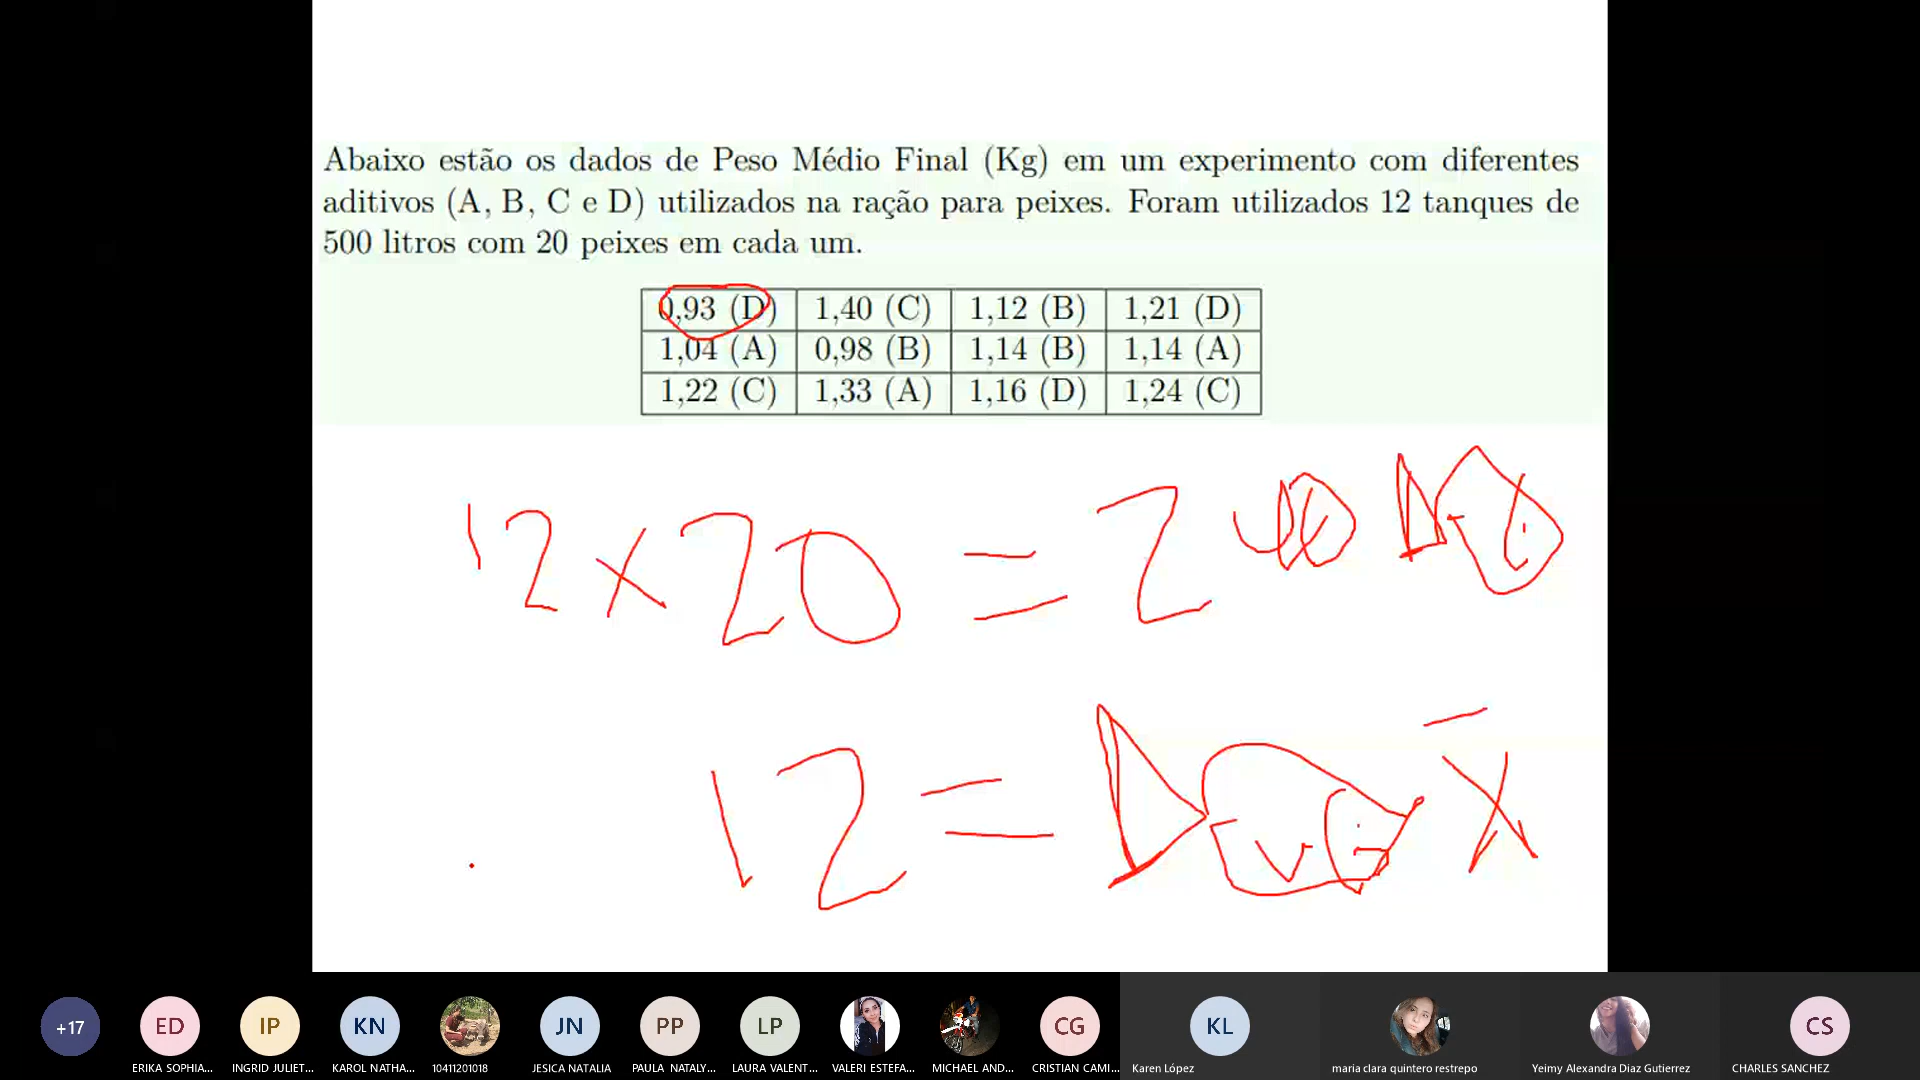 Abaixo estão os dados de Peso Médio Final (Kg) em um experimento com diferentes
aditivos (A, B, C e D) utilizados na ração para peixes. Foram utilizados 12 tanques de
500 litros com 20 peixes em cada um.
0,93 (D) 1,40 (C) 1,12 (B) 1,21 (D)
1,04 (A) 0,98 (B) 1,14 (B) 1,14 (A)
1,22 (C) 1,33 (A) 1,16 (D) 1,24 (C)
12 x 20 = 240
12 = x̄
+17 ED IP KN JN PP LP CG KL CS
ERIKA SOPHIA... INGRID JULIET... KAROL NATHA... 10411201018 JESICA NATALIA PAULA NATALY... LAURA VALENT... VALERI ESTEFA... MICHAEL AND... CRISTIAN CAMI... Karen López maria clara quintero restrepo Yeimy Alexandra Diaz Gutierrez CHARLES SANCHEZ